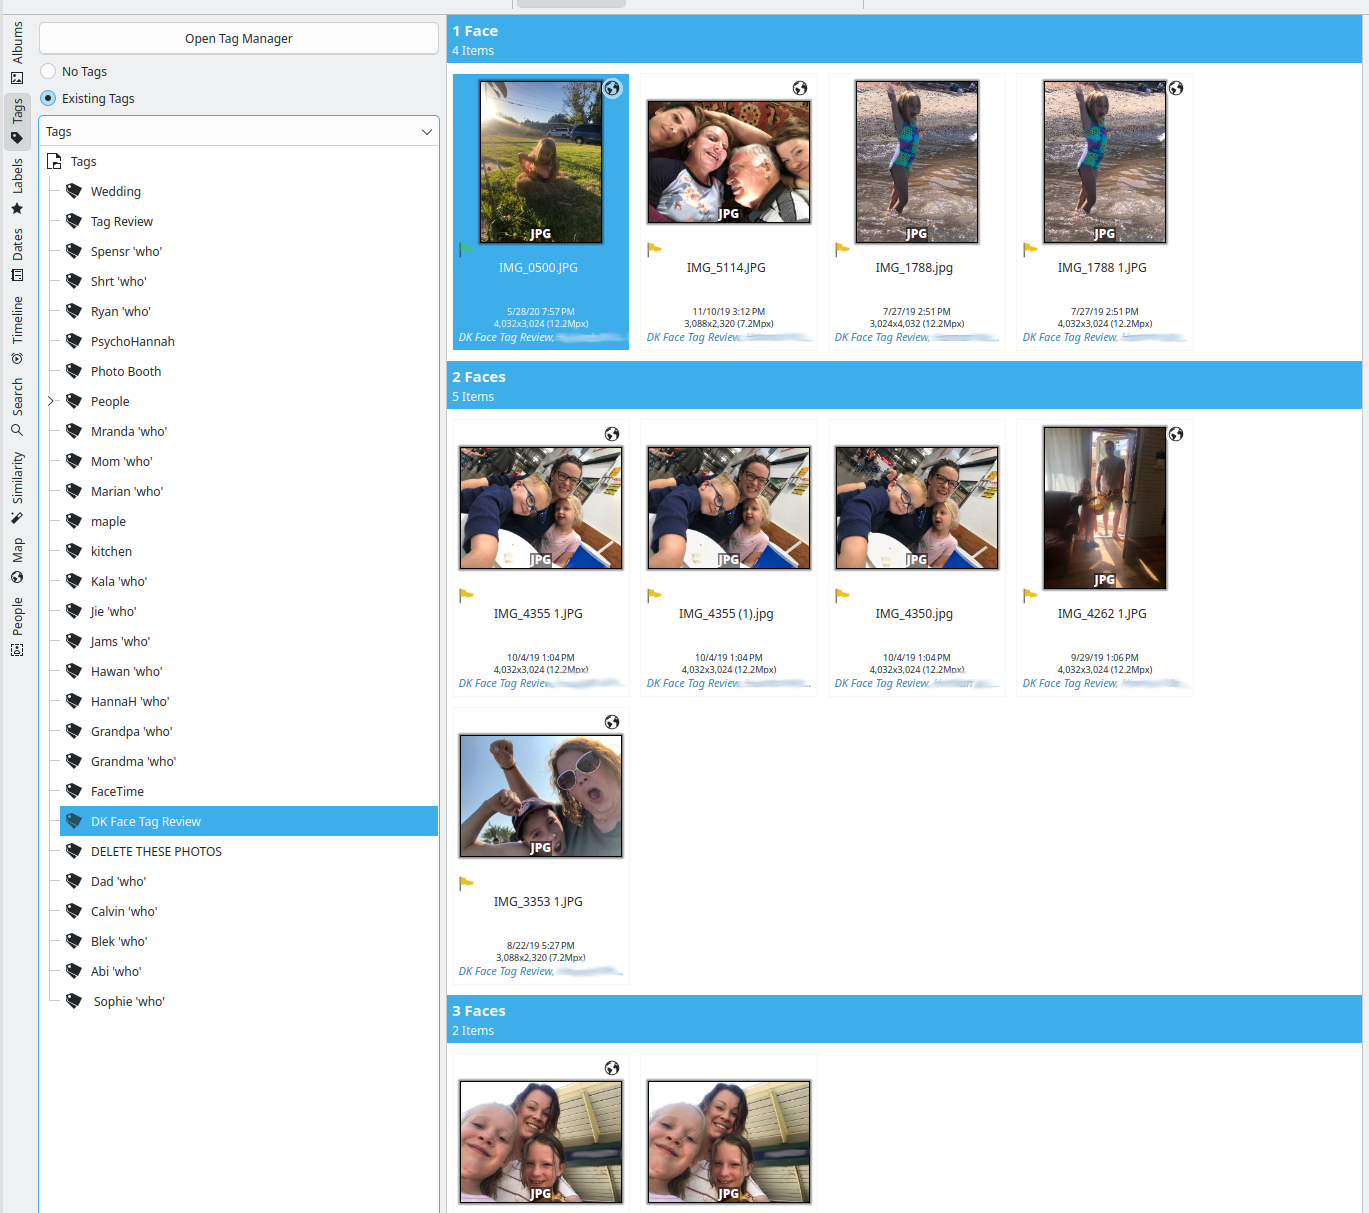 Albums
Tags
Labels
Dates
Timeline
Search
Similarity
Map
People
Open Tag Manager
No Tags
Existing Tags
Tags
Tags
Wedding
Tag Review
Spensr 'who'
Shrt 'who'
Ryan 'who'
PsychoHannah
Photo Booth
People
Mranda 'who'
Mom 'who'
Marian 'who'
maple
kitchen
Kala 'who'
Jie 'who'
Jams 'who'
Hawan 'who'
HannaH 'who'
Grandpa 'who'
Grandma 'who'
FaceTime
DK Face Tag Review
DELETE THESE PHOTOS
Dad 'who'
Calvin 'who'
Blek 'who'
Abi 'who'
Sophie 'who'
1 Face
4 Items
JPG
IMG_0500.JPG
5/28/20 7:57 PM
4,032x3,024 (12.2Mpx)
DK Face Tag Review,
JPG
IMG_5114.JPG
11/10/19 3:12 PM
3,088x2,320 (7.2Mpx)
DK Face Tag Review,
JPG
IMG_1788.jpg
7/27/19 2:51 PM
3,024x4,032 (12.2Mpx)
DK Face Tag Review,
JPG
IMG_1788 1.JPG
7/27/19 2:51 PM
4,032x3,024 (12.2Mpx)
DK Face Tag Review,
2 Faces
5 Items
JPG
IMG_4355 1.JPG
10/4/19 1:04 PM
4,032x3,024 (12.2Mpx)
DK Face Tag Review,
JPG
IMG_4355 (1).jpg
10/4/19 1:04 PM
4,032x3,024 (12.2Mpx)
DK Face Tag Review,
JPG
IMG_4350.jpg
10/4/19 1:04 PM
4,032x3,024 (12.2Mpx)
DK Face Tag Review,
JPG
IMG_4262 1.JPG
9/29/19 1:06 PM
4,032x3,024 (12.2Mpx)
DK Face Tag Review,
JPG
IMG_3353 1.JPG
8/22/19 5:27 PM
3,088x2,320 (7.2Mpx)
DK Face Tag Review,
3 Faces
2 Items
JPG
JPG